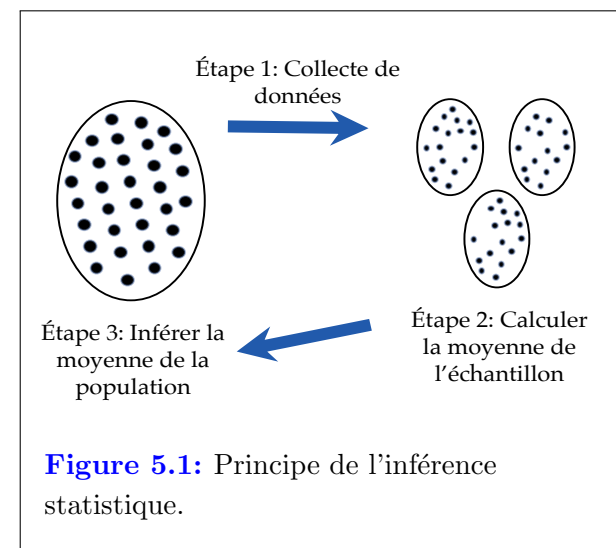 Étape 1: Collecte de
données
Étape 2: Calculer
la moyenne de
l'échantillon
Étape 3: Inférer la
moyenne de la
population
Figure 5.1: Principe de l'inférence
statistique.